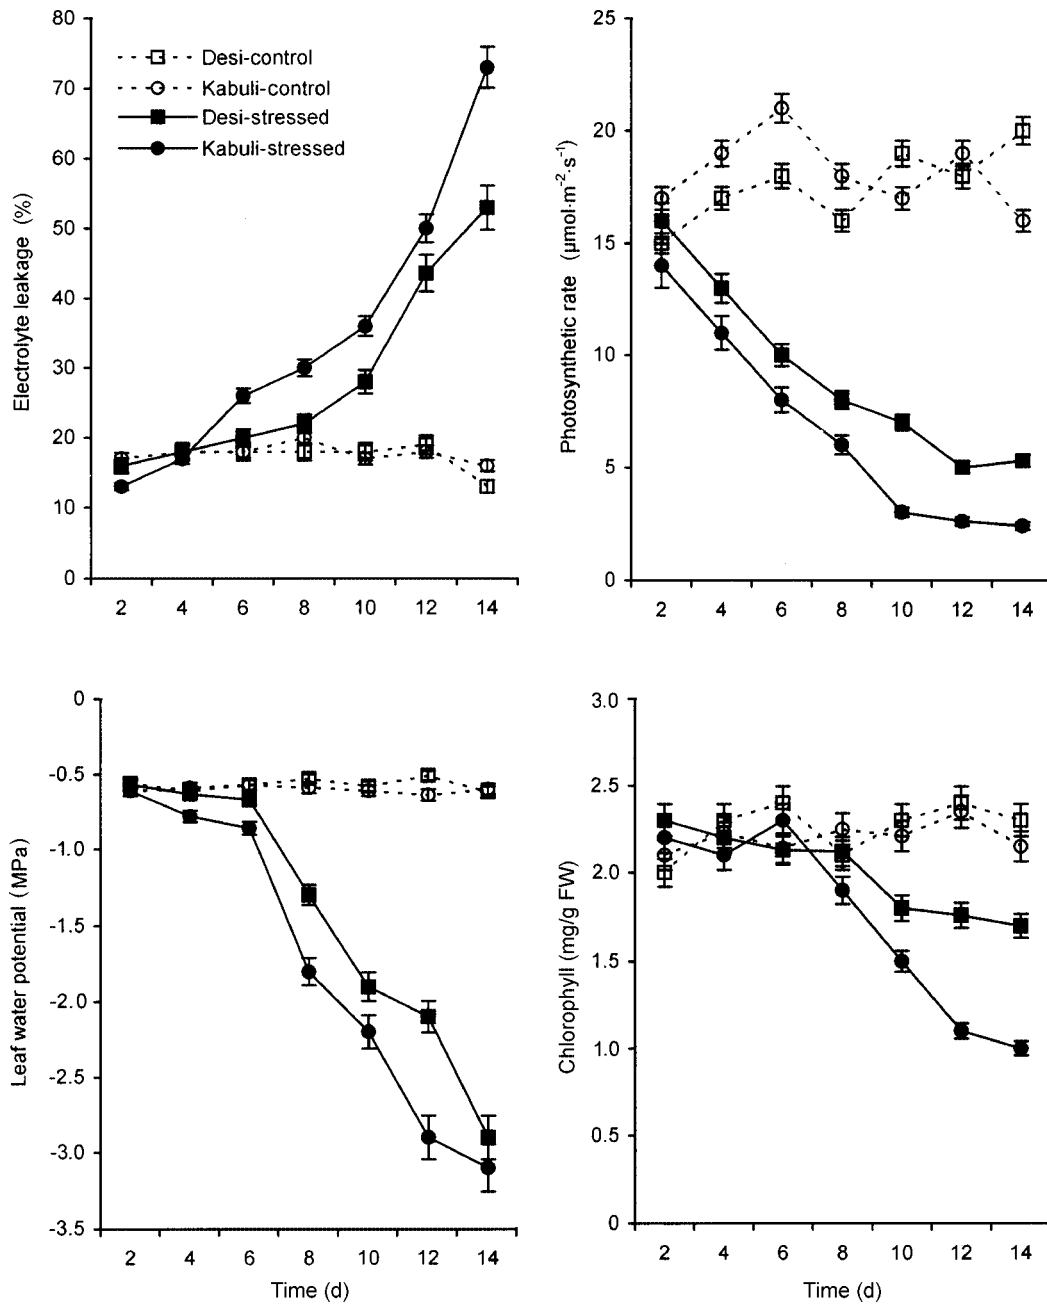 Electrolyte leakage (%)
80
70
60
50
40
30
20
10
0
Desi-control
Kabuli-control
Desi-stressed
Kabuli-stressed
2 4 6 8 10 12 14
Photosynthetic rate (μmol·m⁻²·s⁻¹)
25
20
15
10
5
0
2 4 6 8 10 12 14
Leaf water potential (MPa)
0
-0.5
-1.0
-1.5
-2.0
-2.5
-3.0
-3.5
2 4 6 8 10 12 14
Time (d)
Chlorophyll (mg/g FW)
3.0
2.5
2.0
1.5
1.0
0.5
0
2 4 6 8 10 12 14
Time (d)